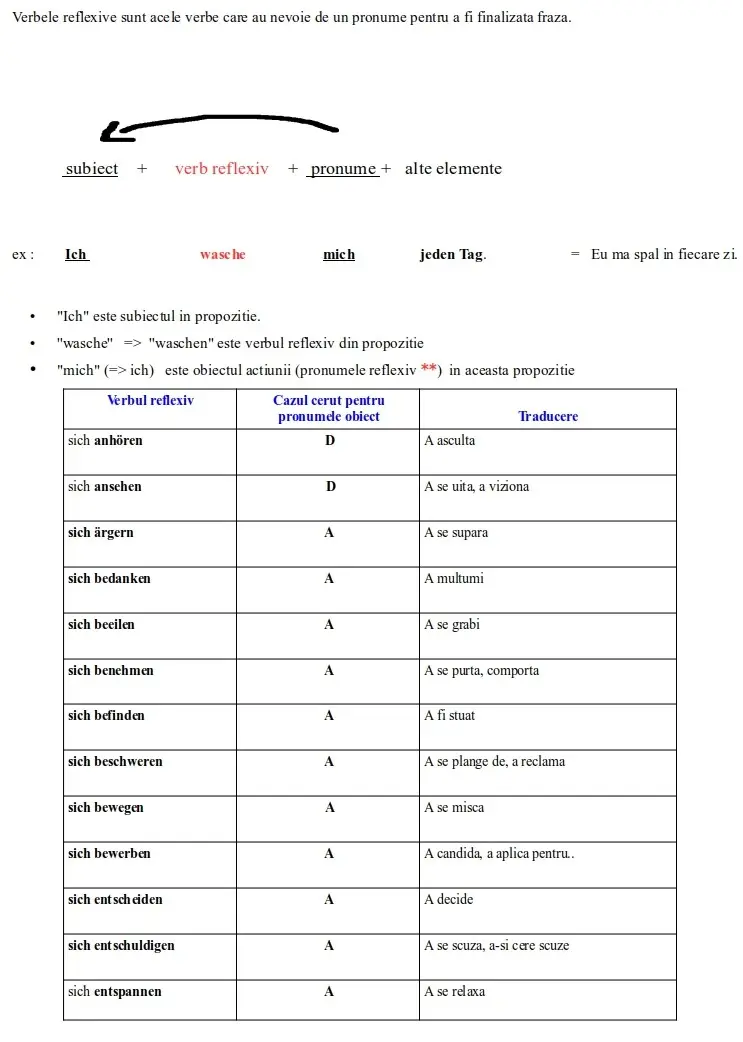 Verbele reflexive sunt acele verbe care au nevoie de un pronume pentru a fi finalizata fraza.
subiect + verb reflexiv + pronume + alte elemente
ex : Ich wasche mich jeden Tag. = Eu ma spal in fiecare zi.
• "Ich" este subiectul in propozitie.
• "wasche" => "waschen" este verbul reflexiv din propozitie
• "mich" (=> ich) este obiectul actiunii (pronumele reflexiv **) in aceasta propozitie
Verbul reflexiv Cazul cerut pentru
pronumele obiect Traducere
sich anhören D A asculta
sich ansehen D A se uita, a viziona
sich ärgern A A se supara
sich bedanken A A multumi
sich beeilen A A se grabi
sich benehmen A A se purta, comporta
sich befinden A A fi stuat
sich beschweren A A se plange de, a reclama
sich bewegen A A se misca
sich bewerben A A candida, a aplica pentru..
sich entscheiden A A decide
sich entschuldigen A A se scuza, a-si cere scuze
sich entspannen A A se relaxa